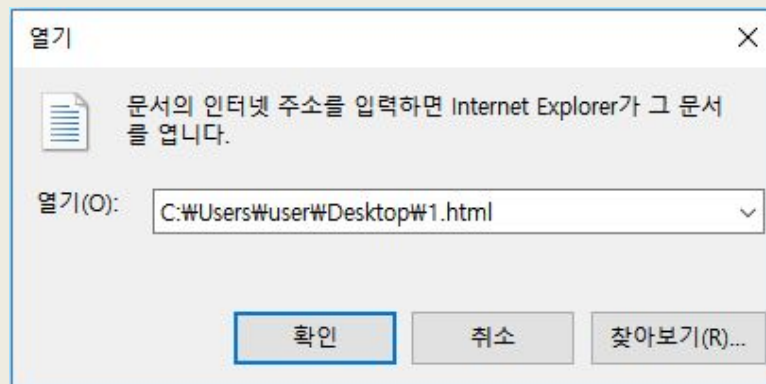 열기
문서의 인터넷 주소를 입력하면 Internet Explorer가 그 문서
를 엽니다.
열기(O): C:₩Users₩user₩Desktop₩1.html
확인 취소 찾아보기(R)...